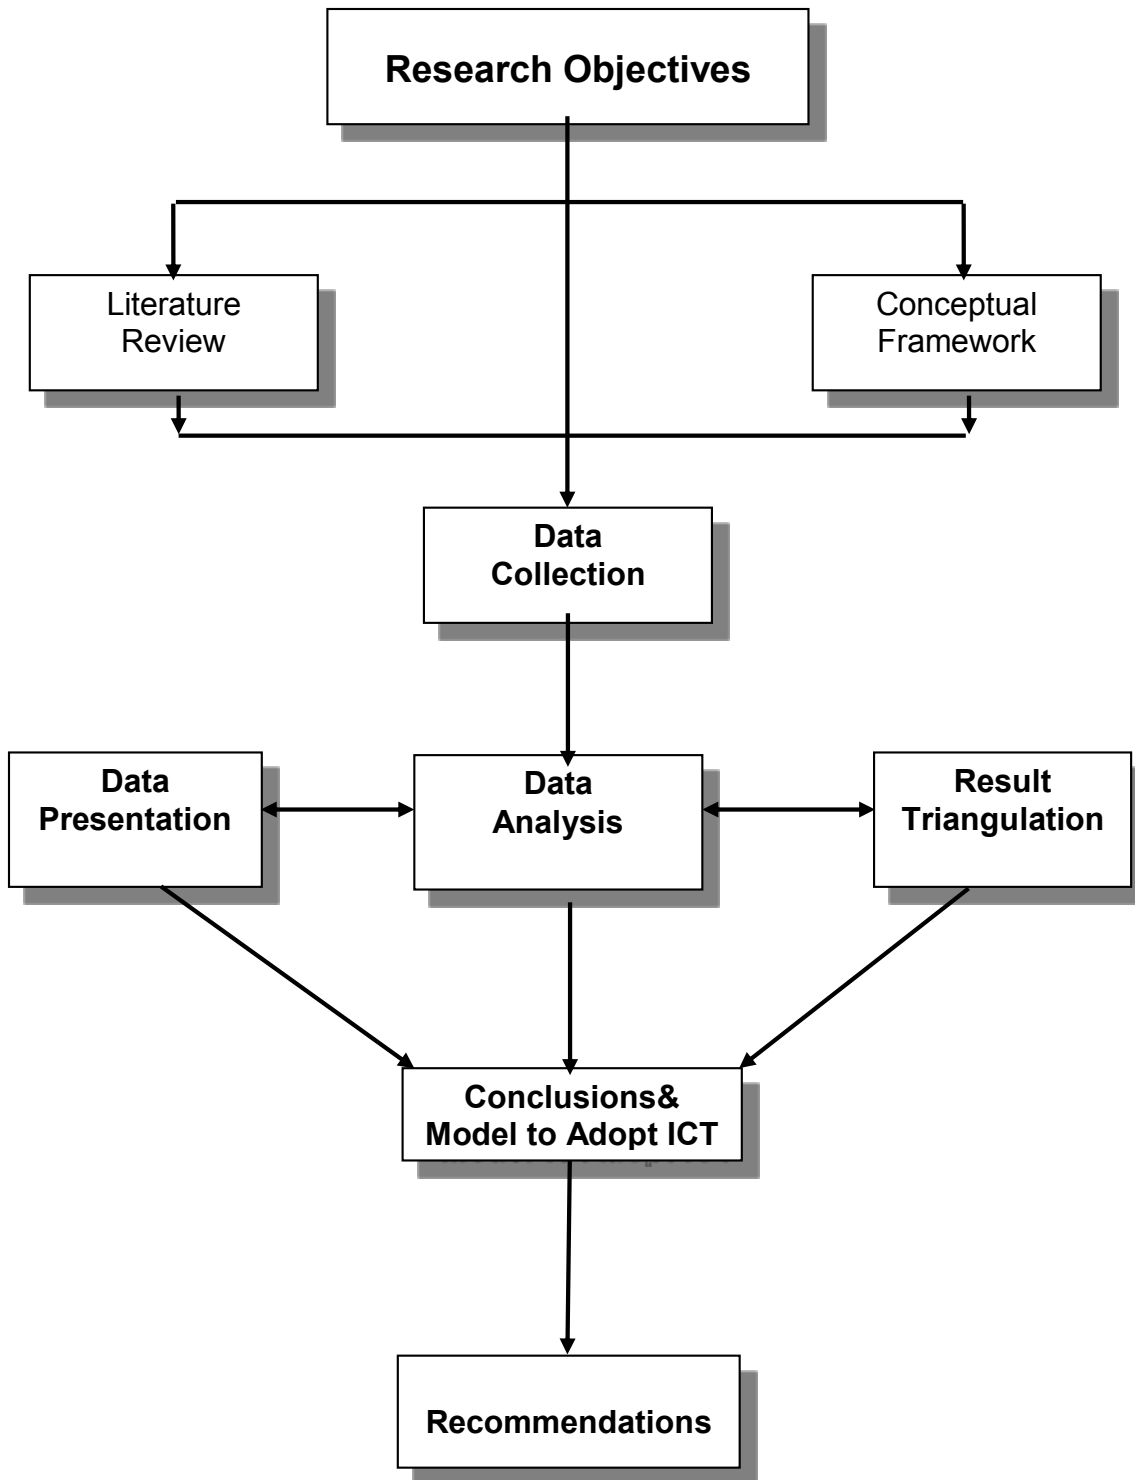 Research Objectives
Literature
Review
Conceptual
Framework
Data
Collection
Data
Presentation
Data
Analysis
Result
Triangulation
Conclusions&
Model to Adopt ICT
Recommendations